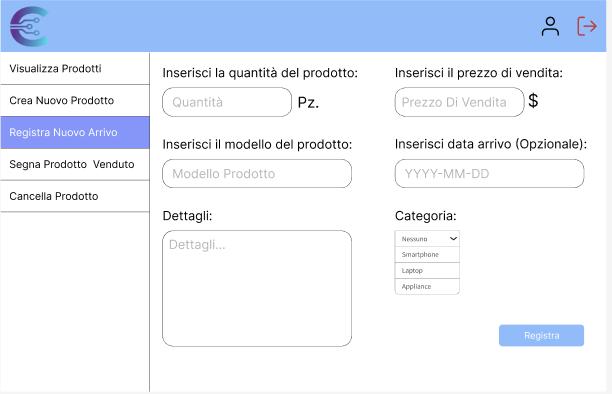 Visualizza Prodotti
Crea Nuovo Prodotto
Registra Nuovo Arrivo
Segna Prodotto  Venduto
Cancella Prodotto
Inserisci la quantità del prodotto:
Quantità
Pz.
Inserisci il prezzo di vendita:
Prezzo Di Vendita
$
Inserisci il modello del prodotto:
Modello Prodotto
Inserisci data arrivo (Opzionale):
YYYY-MM-DD
Dettagli:
Dettagli...
Categoria:
Nessuno
Smartphone
Laptop
Appliance
Registra